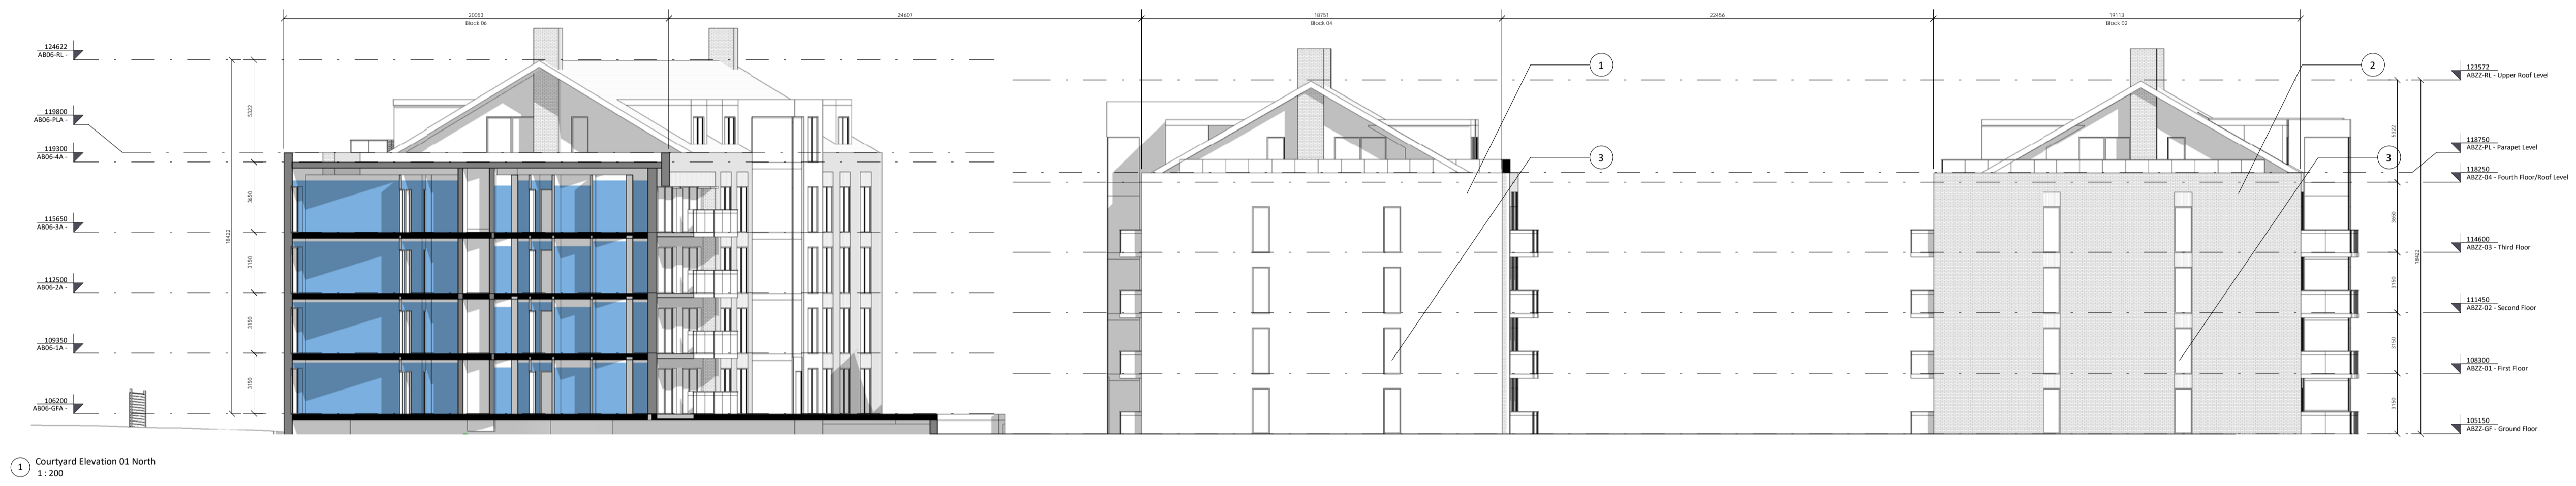 20053
Block 06
24607
18751
Block 04
22456
19113
Block 02
124622
AB06-RL -
119800
AB06-PLA -
119300
AB06-4A -
115650
AB06-3A -
112500
AB06-2A -
109350
AB06-1A -
106200
AB06-GFA -
18422
5322
3650
3150
3150
3150
1
3
2
3
5322
3650
3150
3150
3150
18422
123572
ABZZ-RL - Upper Roof Level
118750
ABZZ-PL - Parapet Level
118250
ABZZ-04 - Fourth Floor/Roof Level
114600
ABZZ-03 - Third Floor
111450
ABZZ-02 - Second Floor
108300
ABZZ-01 - First Floor
105150
ABZZ-GF - Ground Floor
1
Courtyard Elevation 01 North
1 : 200